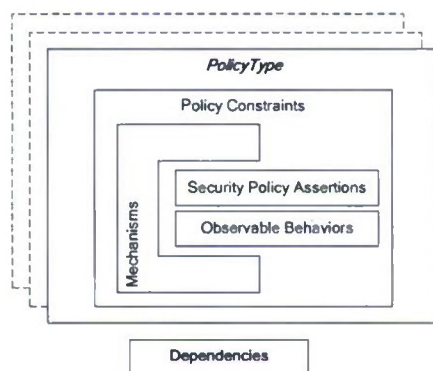 PolicyType
Policy Constraints
Security Policy Assertions
Observable Behaviors
Mechanisms
Dependencies